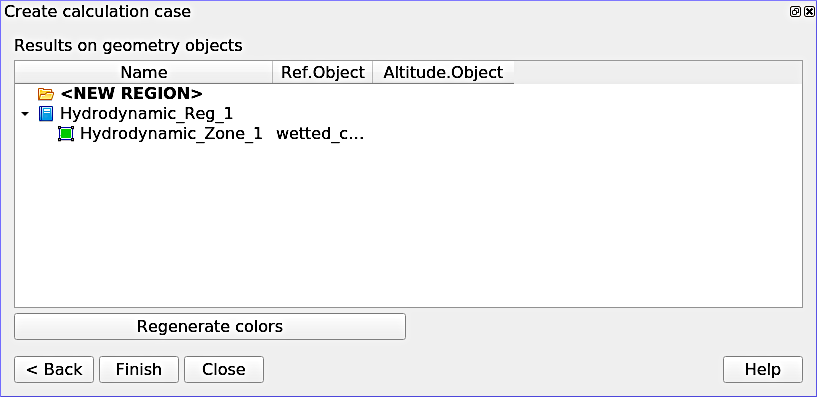 Create calculation case
Results on geometry objects
Name Ref.Object Altitude.Object
<NEW REGION>
Hydrodynamic_Reg_1
Hydrodynamic_Zone_1 wetted_c...
Regenerate colors
< Back Finish Close Help